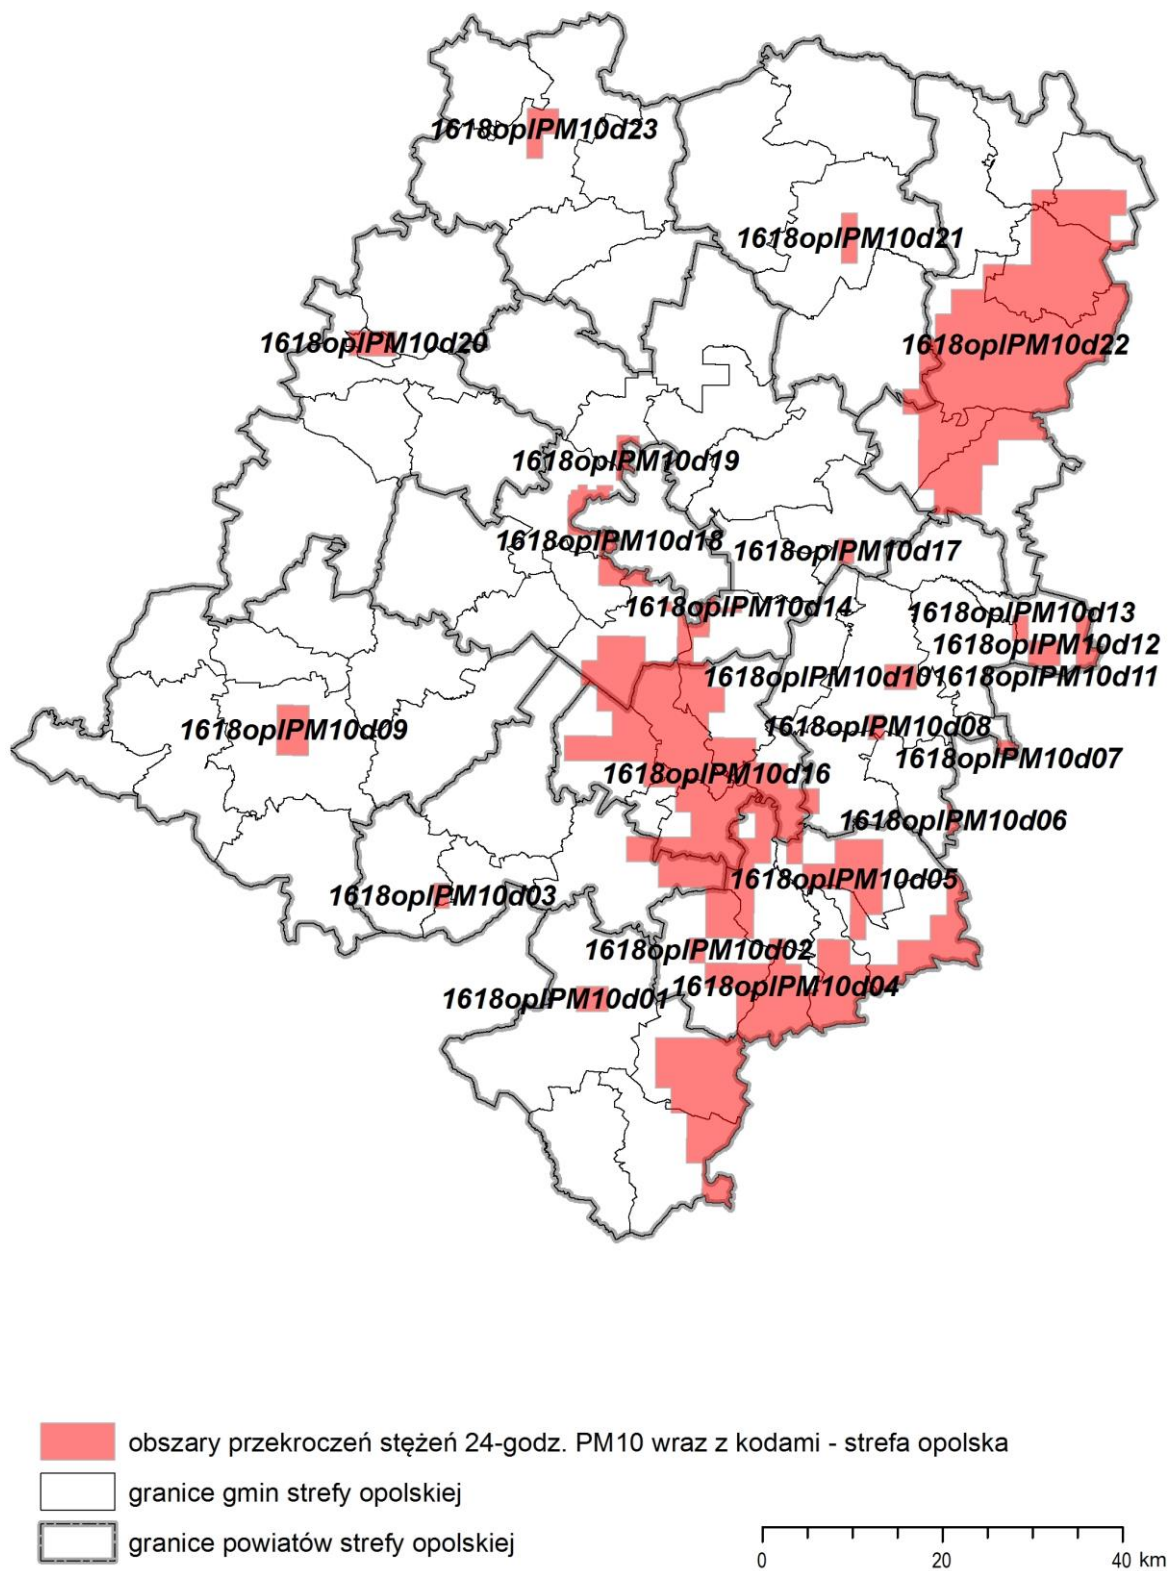 1618oplPM10d23
1618oplPM10d21
1618oplPM10d20
1618oplPM10d22
1618oplPM10d19
1618oplPM10d18
1618oplPM10d17
1618oplPM10d14
1618oplPM10d13
1618oplPM10d12
1618oplPM10d10
1618oplPM10d11
1618oplPM10d09
1618oplPM10d08
1618oplPM10d07
1618oplPM10d16
1618oplPM10d06
1618oplPM10d05
1618oplPM10d03
1618oplPM10d02
1618oplPM10d04
1618oplPM10d01
obszary przekroczeń stężeń 24-godz. PM10 wraz z kodami - strefa opolska
granice gmin strefy opolskiej
granice powiatów strefy opolskiej
0 20 40 km